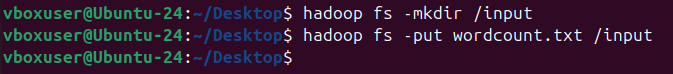 vboxuser@Ubuntu-24:~/Desktop$ hadoop fs -mkdir /input
vboxuser@Ubuntu-24:~/Desktop$ hadoop fs -put wordcount.txt /input
vboxuser@Ubuntu-24:~/Desktop$